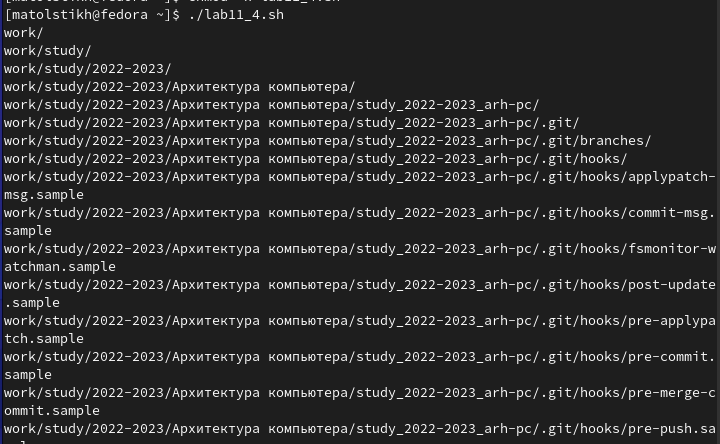 [matolstikh@fedora ~]$ ./lab11_4.sh
work/
work/study/
work/study/2022-2023/
work/study/2022-2023/Архитектура компьютера/
work/study/2022-2023/Архитектура компьютера/study_2022-2023_arh-pc/
work/study/2022-2023/Архитектура компьютера/study_2022-2023_arh-pc/.git/
work/study/2022-2023/Архитектура компьютера/study_2022-2023_arh-pc/.git/branches/
work/study/2022-2023/Архитектура компьютера/study_2022-2023_arh-pc/.git/hooks/
work/study/2022-2023/Архитектура компьютера/study_2022-2023_arh-pc/.git/hooks/applypatch-
msg.sample
work/study/2022-2023/Архитектура компьютера/study_2022-2023_arh-pc/.git/hooks/commit-msg.
sample
work/study/2022-2023/Архитектура компьютера/study_2022-2023_arh-pc/.git/hooks/fsmonitor-w
atchman.sample
work/study/2022-2023/Архитектура компьютера/study_2022-2023_arh-pc/.git/hooks/post-update
.sample
work/study/2022-2023/Архитектура компьютера/study_2022-2023_arh-pc/.git/hooks/pre-applypa
tch.sample
work/study/2022-2023/Архитектура компьютера/study_2022-2023_arh-pc/.git/hooks/pre-commit.
sample
work/study/2022-2023/Архитектура компьютера/study_2022-2023_arh-pc/.git/hooks/pre-merge-c
ommit.sample
work/study/2022-2023/Архитектура компьютера/study_2022-2023_arh-pc/.git/hooks/pre-push.sa